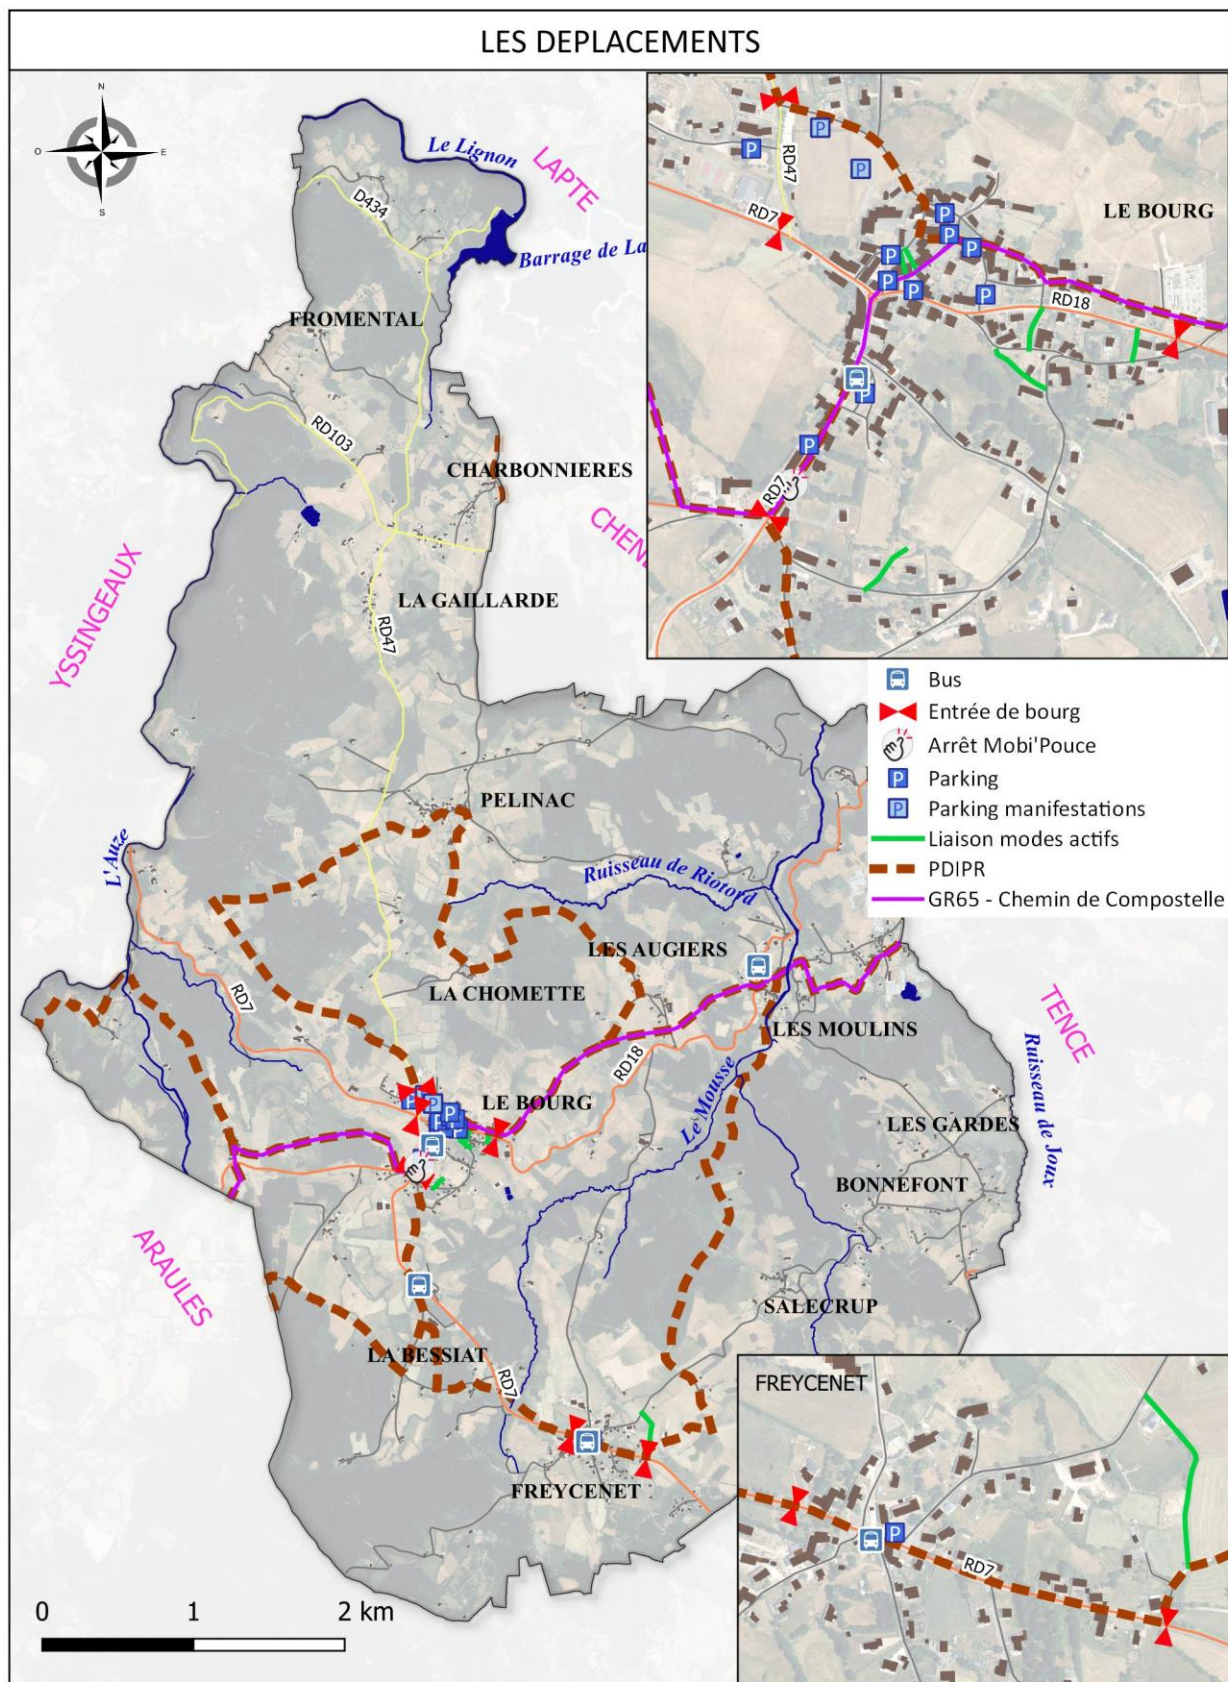 LES DEPLACEMENTS
N
O
E
S
Le Lignon
LAPTE
D434
Barrage de La
FROMENTAL
RD103
CHARBONNIERES
CHENE
YSSINGEAUX
LA GAILLARDE
RD47
RD47
P
P
P
LE BOURG
RD7
P
P
P
P
P
P
P
RD18
P
P
RD7
Bus
Entrée de bourg
Arrêt Mobi'Pouce
P Parking
P Parking manifestations
Liaison modes actifs
PDIPR
GR65 - Chemin de Compostelle
PELINAC
L'Auze
Ruisseau de Riotord
LES AUGIERS
LA CHOMETTE
RD7
LES MOULINS
TENCE
RD18
Le Mousse
Ruisseau de Joux
LE BOURG
LES GARDES
BONNEFONT
ARAULES
SALECRUP
LA BESSIAT
RD7
FREYCENET
FREYCENET
P
RD7
0 1 2 km